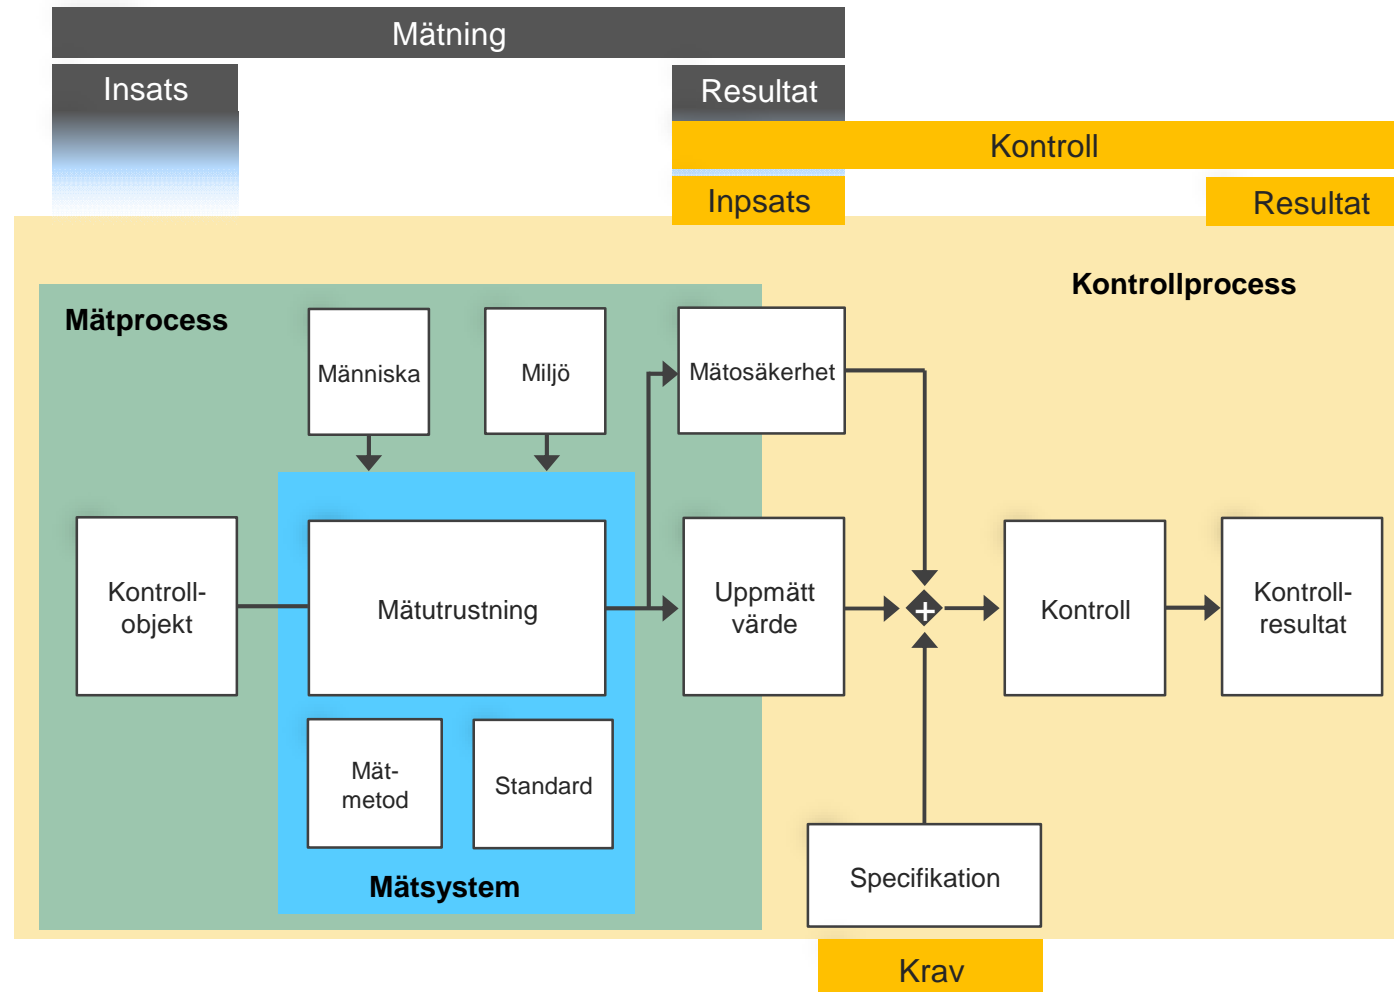 Mätning
Insats
Resultat
Kontroll
Inpsats
Resultat
Kontrollprocess
Mätprocess
Människa
Miljö
Mätosäkerhet
Kontroll-
objekt
Mätutrustning
Uppmätt
värde
+
Kontroll
Kontroll-
resultat
Mät-
metod
Standard
Mätsystem
Specifikation
Krav